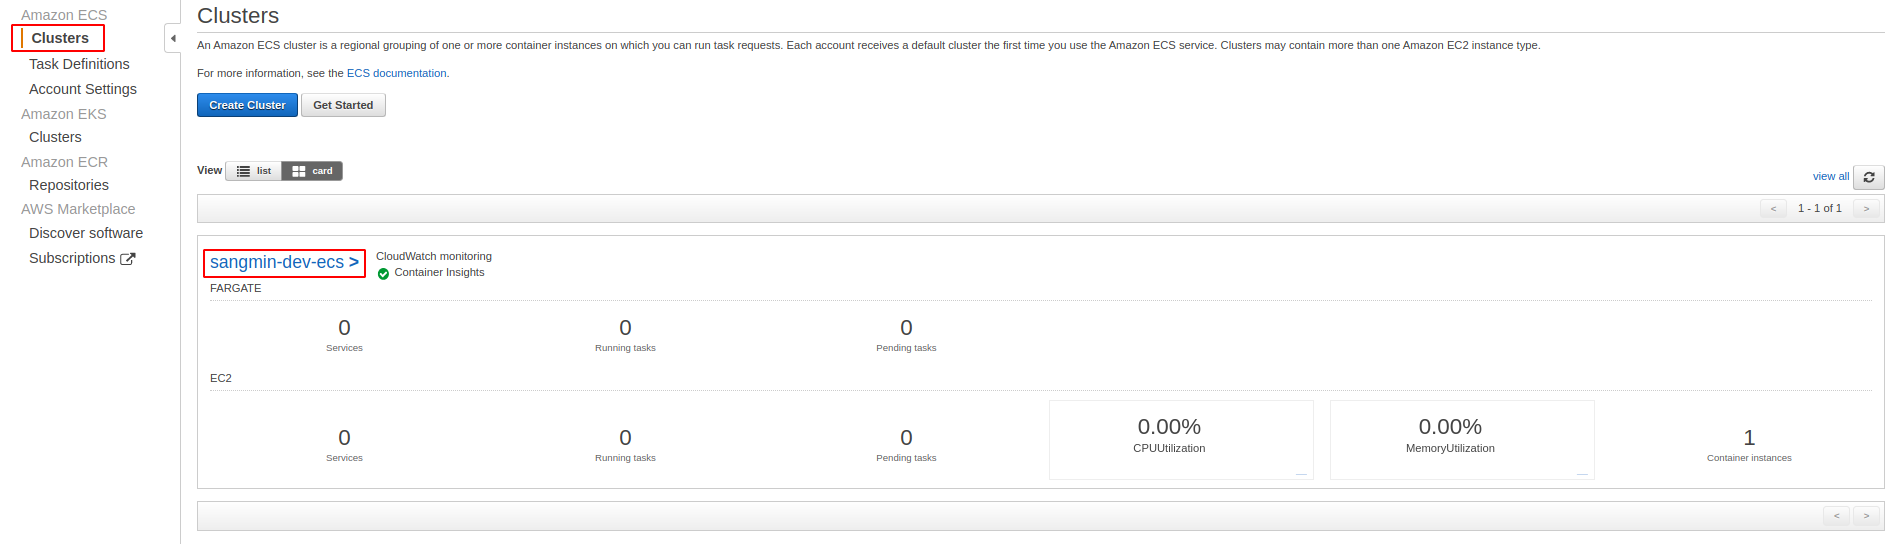 Amazon ECS
Clusters
Task Definitions
Account Settings
Amazon EKS
Clusters
Amazon ECR
Repositories
AWS Marketplace
Discover software
Subscriptions
Clusters
An Amazon ECS cluster is a regional grouping of one or more container instances on which you can run task requests. Each account receives a default cluster the first time you use the Amazon ECS service. Clusters may contain more than one Amazon EC2 instance type.
For more information, see the ECS documentation.
Create Cluster Get Started
View list card
view all
< 1 - 1 of 1 >
sangmin-dev-ecs >
CloudWatch monitoring
Container Insights
FARGATE
0 0 0
Services Running tasks Pending tasks
EC2
0 0 0 0.00% 0.00% 1
Services Running tasks Pending tasks CPUUtilization MemoryUtilization Container instances
< >